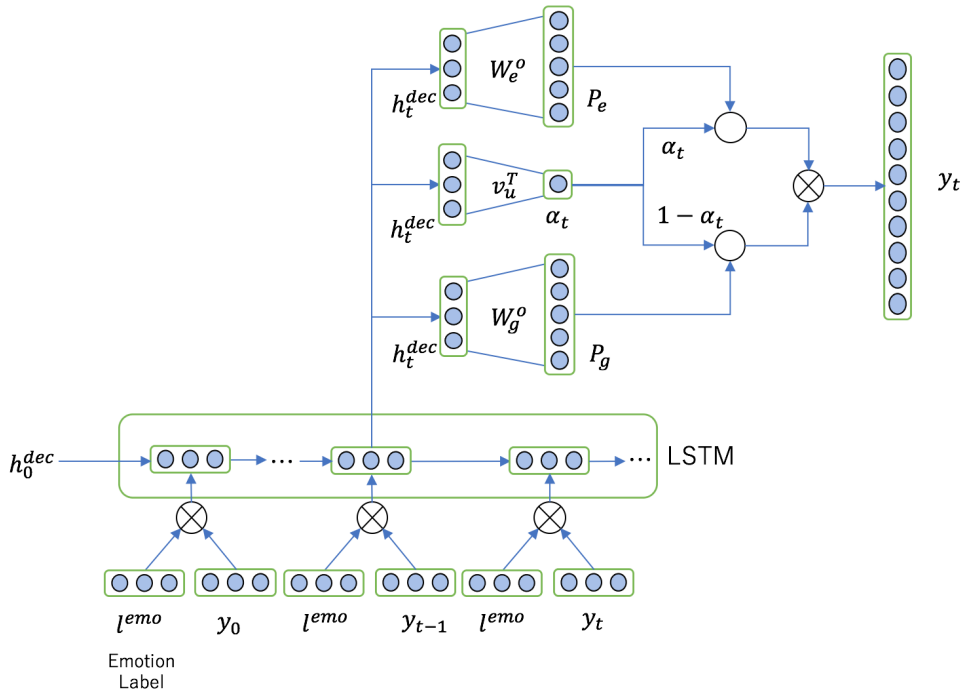 W_e^o
h_t^{dec}
P_e
α_t
y_t
v_u^T
h_t^{dec}
α_t
1 − α_t
W_g^o
h_t^{dec}
P_g
h_0^{dec}
...
...
LSTM
l^{emo}
y_0
l^{emo}
y_{t−1}
l^{emo}
y_t
Emotion
Label